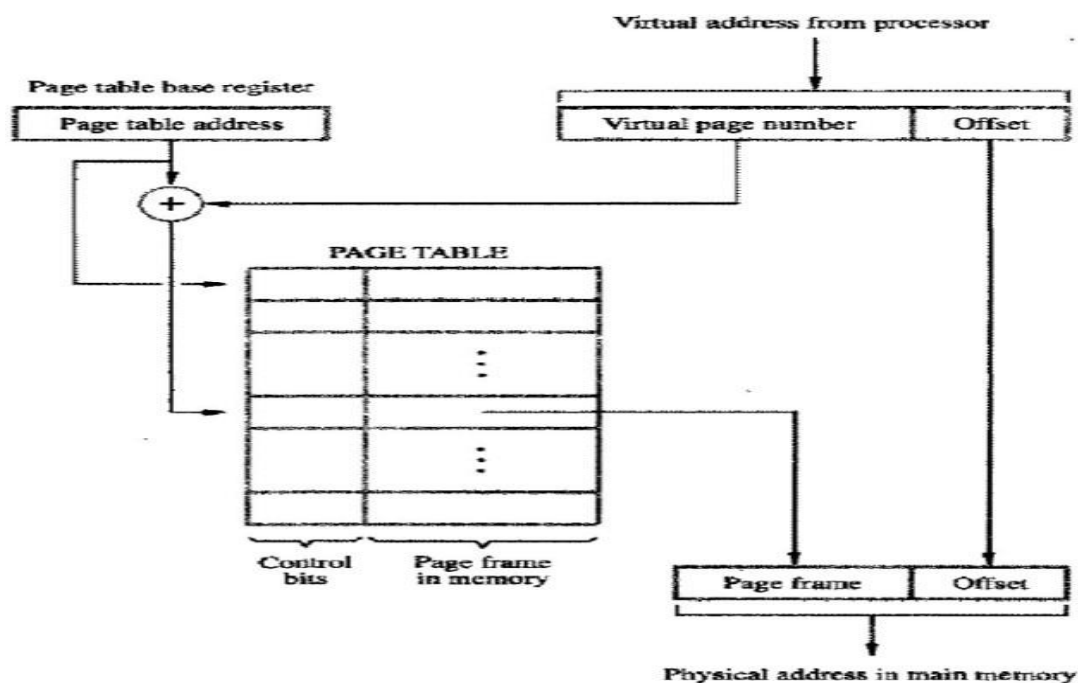 Virtual address from processor
Page table base register
Page table address
Virtual page number
Offset
+
PAGE TABLE
Control
bits
Page frame
in memory
Page frame
Offset
Physical address in main memory